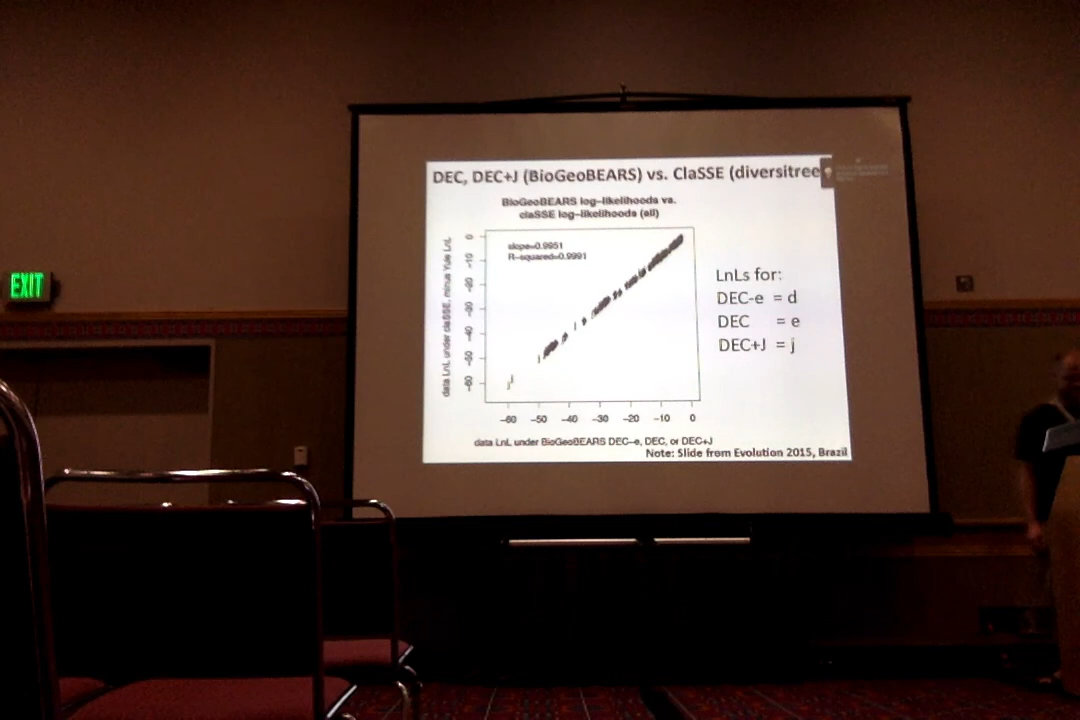 EXIT
DEC, DEC+J (BioGeoBEARS) vs. ClaSSE (diversitree
BioGeoBEARS log-likelihoods vs.
claSSE log-likelihoods (all)
slope=0.9951
R-squared=0.9991
data LnL under claSSE, minus Yule LnL
0
-10
-20
-30
-40
-50
-60
-60 -50 -40 -30 -20 -10 0
data LnL under BioGeoBEARS DEC-e, DEC, or DEC+J
LnLs for:
DEC-e = d
DEC = e
DEC+J = j
Note: Slide from Evolution 2015, Brazil